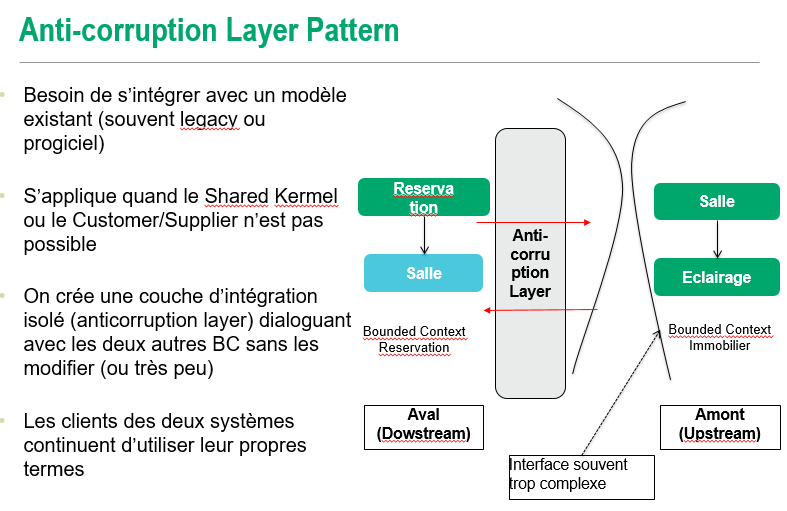 Anti-corruption Layer Pattern
Besoin de s’intégrer avec un modèle
existant (souvent legacy ou
progiciel)
S’applique quand le Shared Kermel
ou le Customer/Supplier n’est pas
possible
On crée une couche d’intégration
isolé (anticorruption layer) dialoguant
avec les deux autres BC sans les
modifier (ou très peu)
Les clients des deux systèmes
continuent d’utiliser leur propres
termes
Reserva
tion
Salle
Bounded Context
Reservation
Aval
(Dowstream)
Anti-
corru
ption
Layer
Salle
Eclairage
Bounded Context
Immobilier
Amont
(Upstream)
Interface souvent
trop complexe